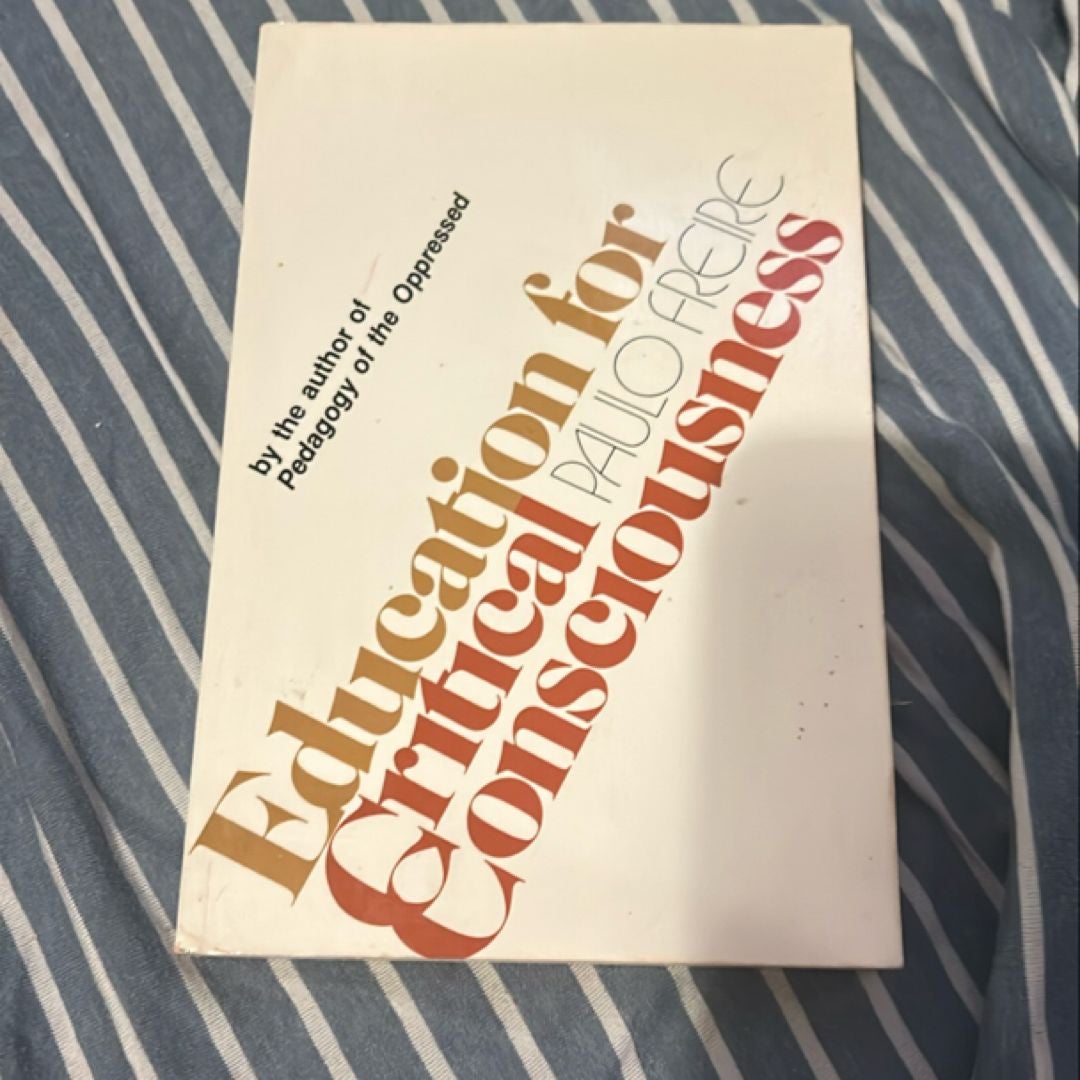 by the author of
Pedagogy of the Oppressed
Education for
Critical PAULO FREIRE
Consciousness